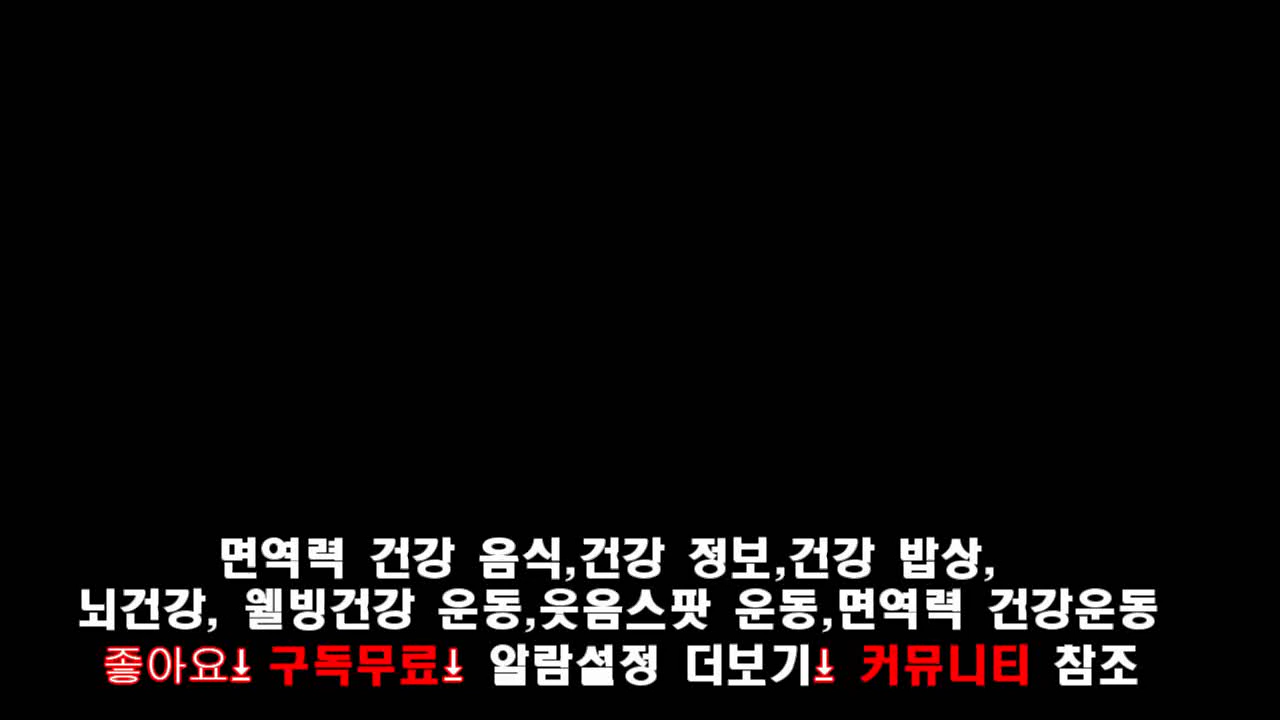 면역력 건강 음식,건강 정보,건강 밥상,
뇌건강, 웰빙건강 운동,웃음스팟 운동,면역력 건강운동
좋아요↓ 구독무료↓ 알람설정 더보기↓ 커뮤니티 참조